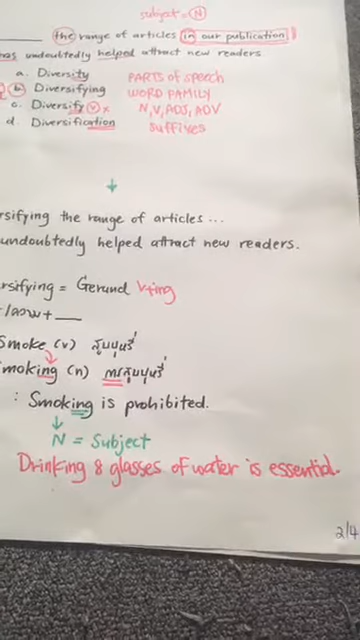 subject = N
______ the range of articles in our publication
has undoubtedly helped attract new readers
a. Diversity
PARTS of speech
b. Diversifying
WORD FAMILY
c. Diversify v x
N, V, ADJ, ADV
d. Diversification
suffixes
rsifying the range of articles ...
undoubtedly helped attract new readers.
rsifying = Gerund Ving
+ ___
Smoke (v) สูบบุหรี่
moking (n) การสูบบุหรี่
: Smoking is prohibited.
N = Subject
Drinking 8 glasses of water is essential.
2/4